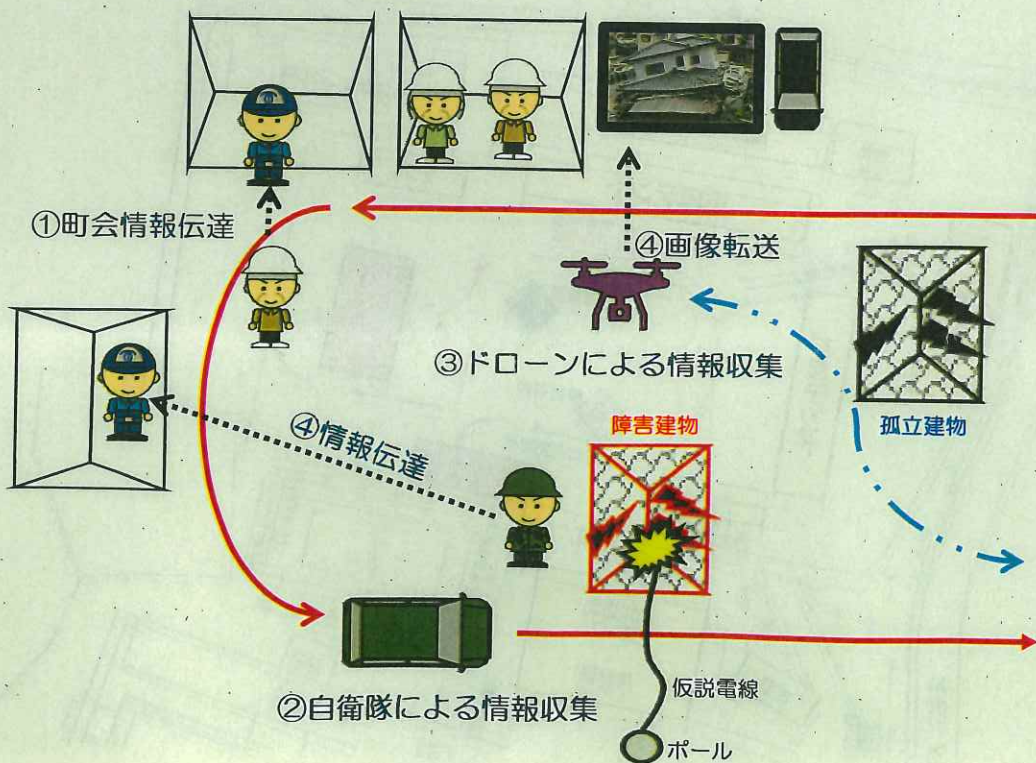 ①町会情報伝達
④画像転送
③ドローンによる情報収集
孤立建物
障害建物
④情報伝達
仮説電線
②自衛隊による情報収集
ポール